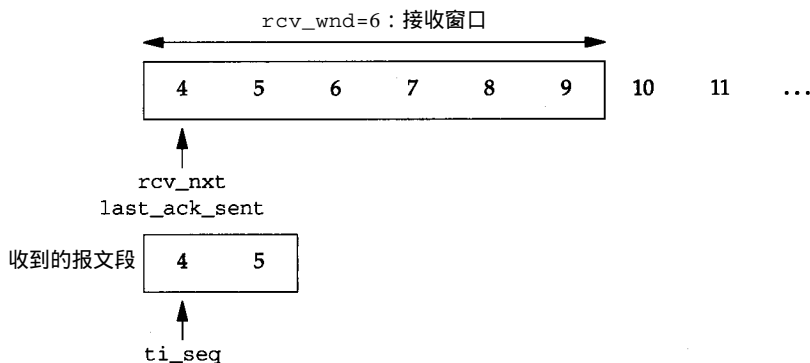 rcv_wnd=6：接收窗口
4 5 6 7 8 9 10 11 ...
rcv_nxt
last_ack_sent
收到的报文段 4 5
ti_seq